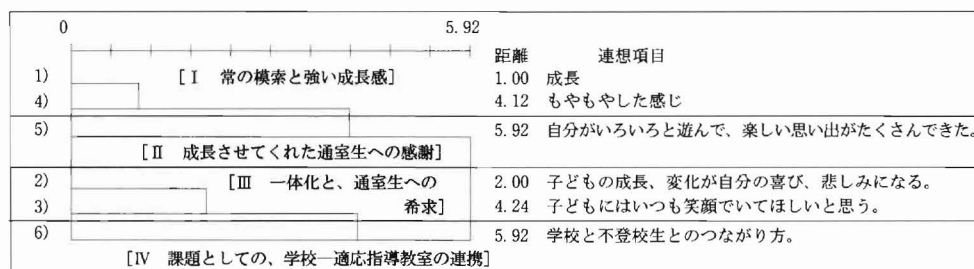 0 5.92
距離 連想項目
1) [Ⅰ 常の模索と強い成長感] 1.00 成長
4) 4.12 もやもやした感じ
5) 5.92 自分がいろいろと遊んで、楽しい思い出がたくさんできた。
[Ⅱ 成長させてくれた通室生への感謝]
2) [Ⅲ 一体化と、通室生への 2.00 子どもの成長、変化が自分の喜び、悲しみになる。
3) 希求] 4.24 子どもにはいつも笑顔でいてほしいと思う。
6) 5.92 学校と不登校生とのつながり方。
[Ⅳ 課題としての、学校―適応指導教室の連携]